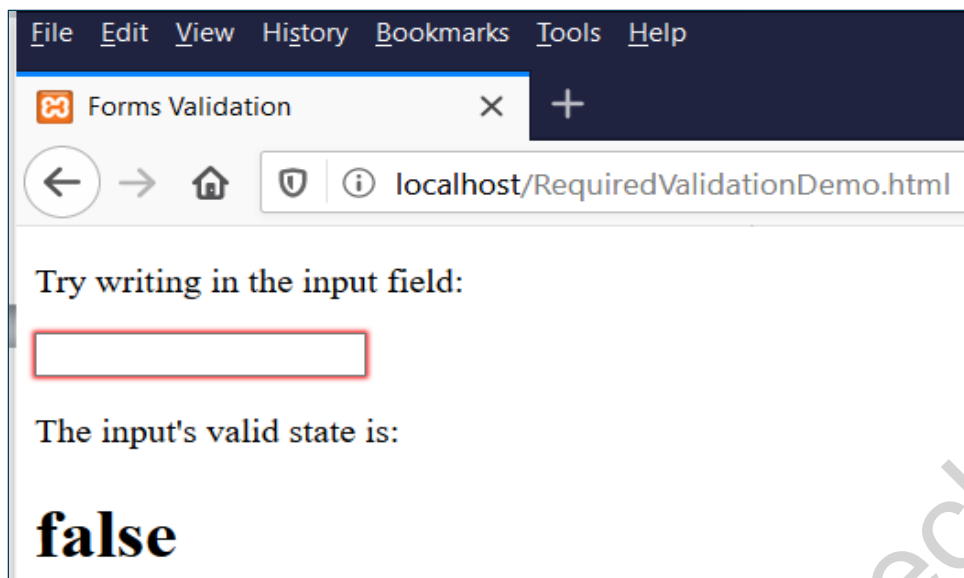 File Edit View History Bookmarks Tools Help
Forms Validation
localhost/RequiredValidationDemo.html
Try writing in the input field:
The input's valid state is:
false